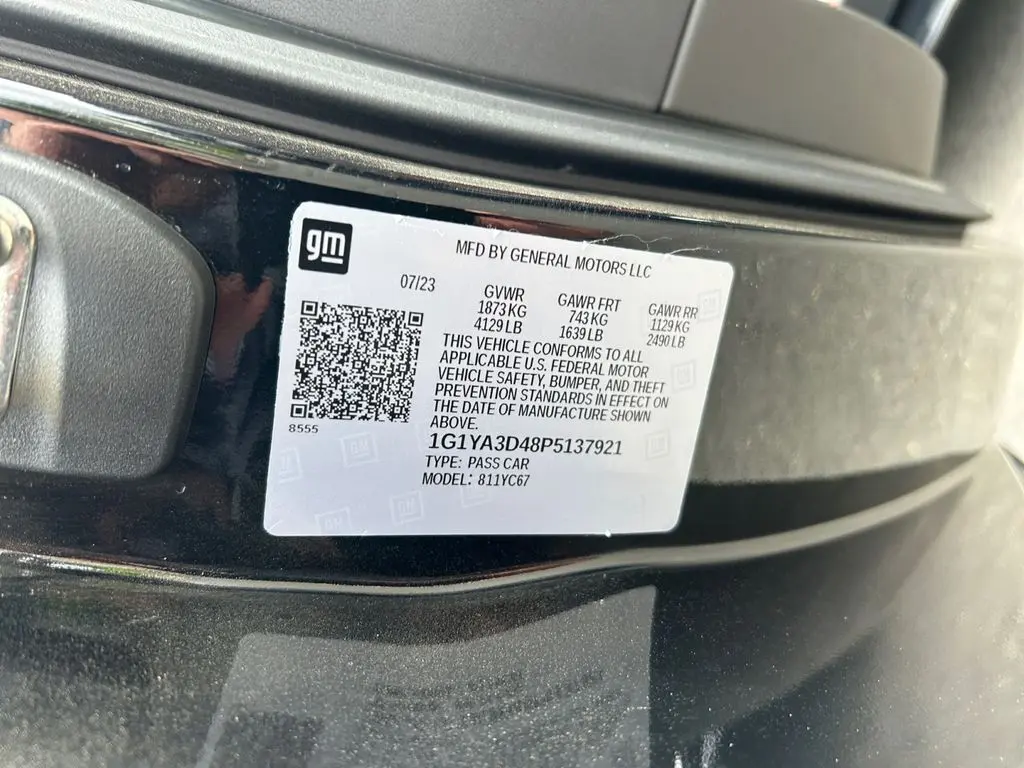 gm
MFD BY GENERAL MOTORS LLC
07/23
GVWR
1873 KG
4129 LB
GAWR FRT
743 KG
1639 LB
GAWR RR
1129 KG
2490 LB
THIS VEHICLE CONFORMS TO ALL
APPLICABLE U.S. FEDERAL MOTOR
VEHICLE SAFETY, BUMPER, AND THEFT
PREVENTION STANDARDS IN EFFECT ON
THE DATE OF MANUFACTURE SHOWN
ABOVE.
8555
1G1YA3D48P5137921
TYPE: PASS CAR
MODEL: 811YC67